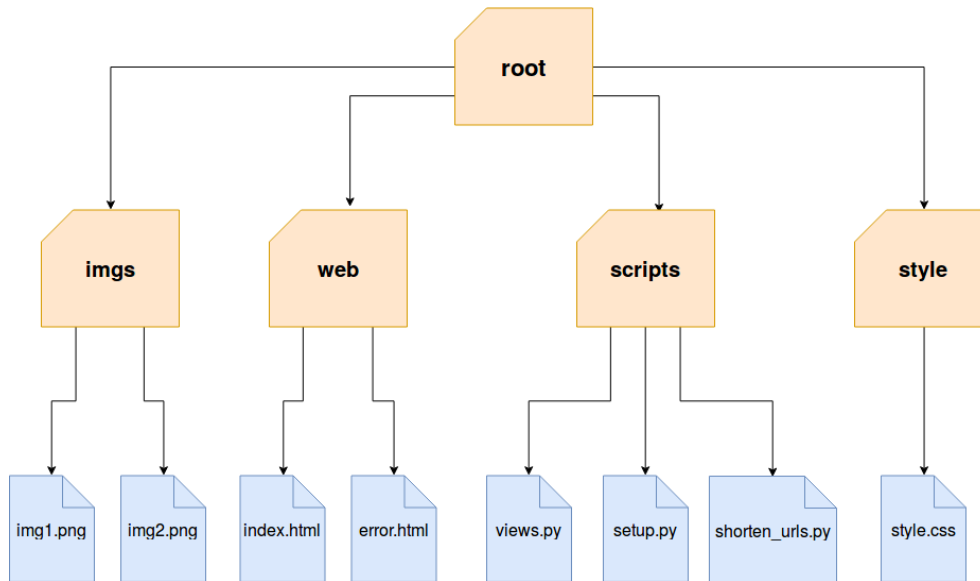 root
imgs
web
scripts
style
img1.png
img2.png
index.html
error.html
views.py
setup.py
shorten_urls.py
style.css